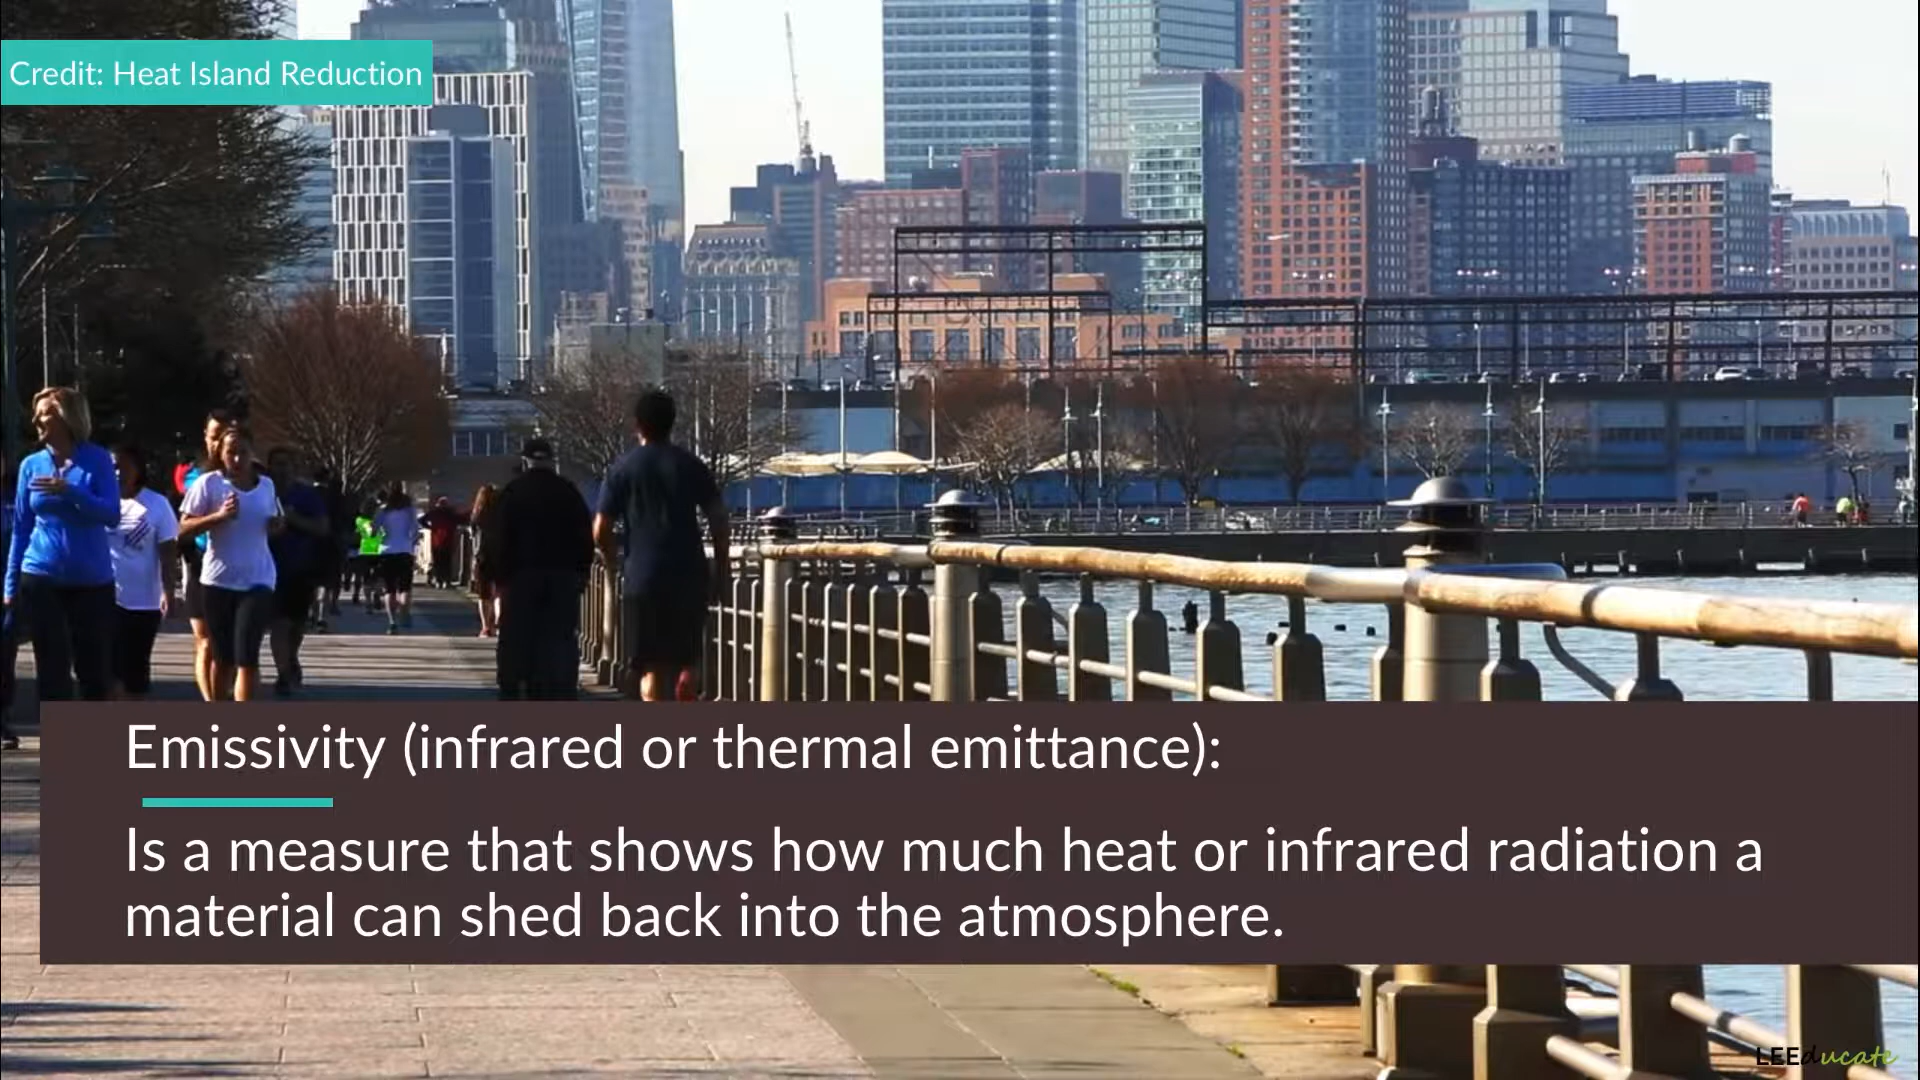 Credit: Heat Island Reduction
Emissivity (infrared or thermal emittance):
Is a measure that shows how much heat or infrared radiation a
material can shed back into the atmosphere.
LEEducate